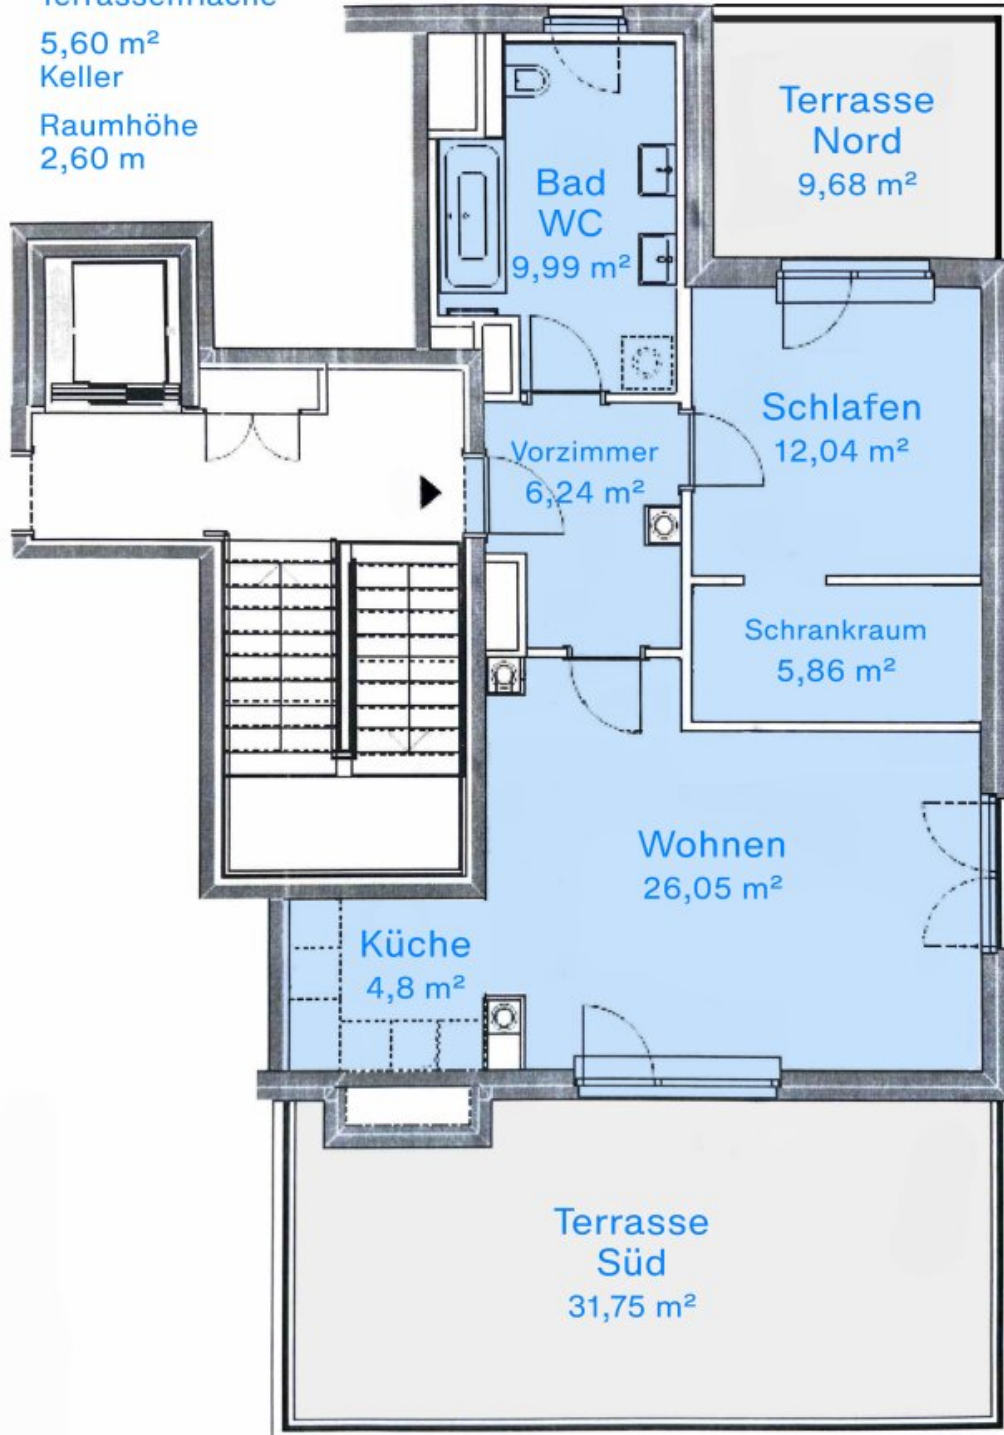 Terrassenfläche
5,60 m²
Keller
Raumhöhe
2,60 m
Terrasse
Nord
9,68 m²
Bad
WC
9,99 m²
Schlafen
12,04 m²
Vorzimmer
6,24 m²
Schrankraum
5,86 m²
Wohnen
26,05 m²
Küche
4,8 m²
Terrasse
Süd
31,75 m²